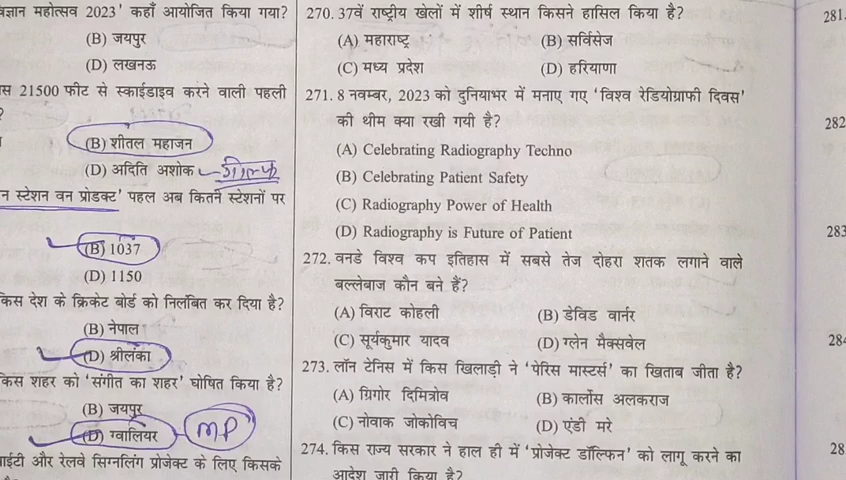 वेज्ञान महोत्सव 2023' कहाँ आयोजित किया गया?
(B) जयपुर
(D) लखनऊ
स 21500 फीट से स्काईडाइव करने वाली पहली
?
(B) शीतल महाजन
(D) अदिति अशोक
न स्टेशन वन प्रोडक्ट' पहल अब कितने स्टेशनों पर
(B) 1037
(D) 1150
किस देश के क्रिकेट बोर्ड को निलंबित कर दिया है?
(B) नेपाल
(D) श्रीलंका
किस शहर को 'संगीत का शहर' घोषित किया है?
(B) जयपुर
(D) ग्वालियर MP
आईटी और रेलवे सिग्नलिंग प्रोजेक्ट के लिए किसके
270. 37वें राष्ट्रीय खेलों में शीर्ष स्थान किसने हासिल किया है?
(A) महाराष्ट्र (B) सर्विसेज
(C) मध्य प्रदेश (D) हरियाणा
271. 8 नवम्बर, 2023 को दुनियाभर में मनाए गए 'विश्व रेडियोग्राफी दिवस'
की थीम क्या रखी गयी है?
(A) Celebrating Radiography Techno
(B) Celebrating Patient Safety
(C) Radiography Power of Health
(D) Radiography is Future of Patient
272. वनडे विश्व कप इतिहास में सबसे तेज दोहरा शतक लगाने वाले
बल्लेबाज कौन बने हैं?
(A) विराट कोहली (B) डेविड वार्नर
(C) सूर्यकुमार यादव (D) ग्लेन मैक्सवेल
273. लॉन टेनिस में किस खिलाड़ी ने 'पेरिस मास्टर्स' का खिताब जीता है?
(A) ग्रिगोर दिमित्रोव (B) कार्लोस अलकराज
(C) नोवाक जोकोविच (D) एंडी मरे
274. किस राज्य सरकार ने हाल ही में 'प्रोजेक्ट डॉल्फिन' को लागू करने का
आदेश जारी किया है?
281.
282
283
284
28